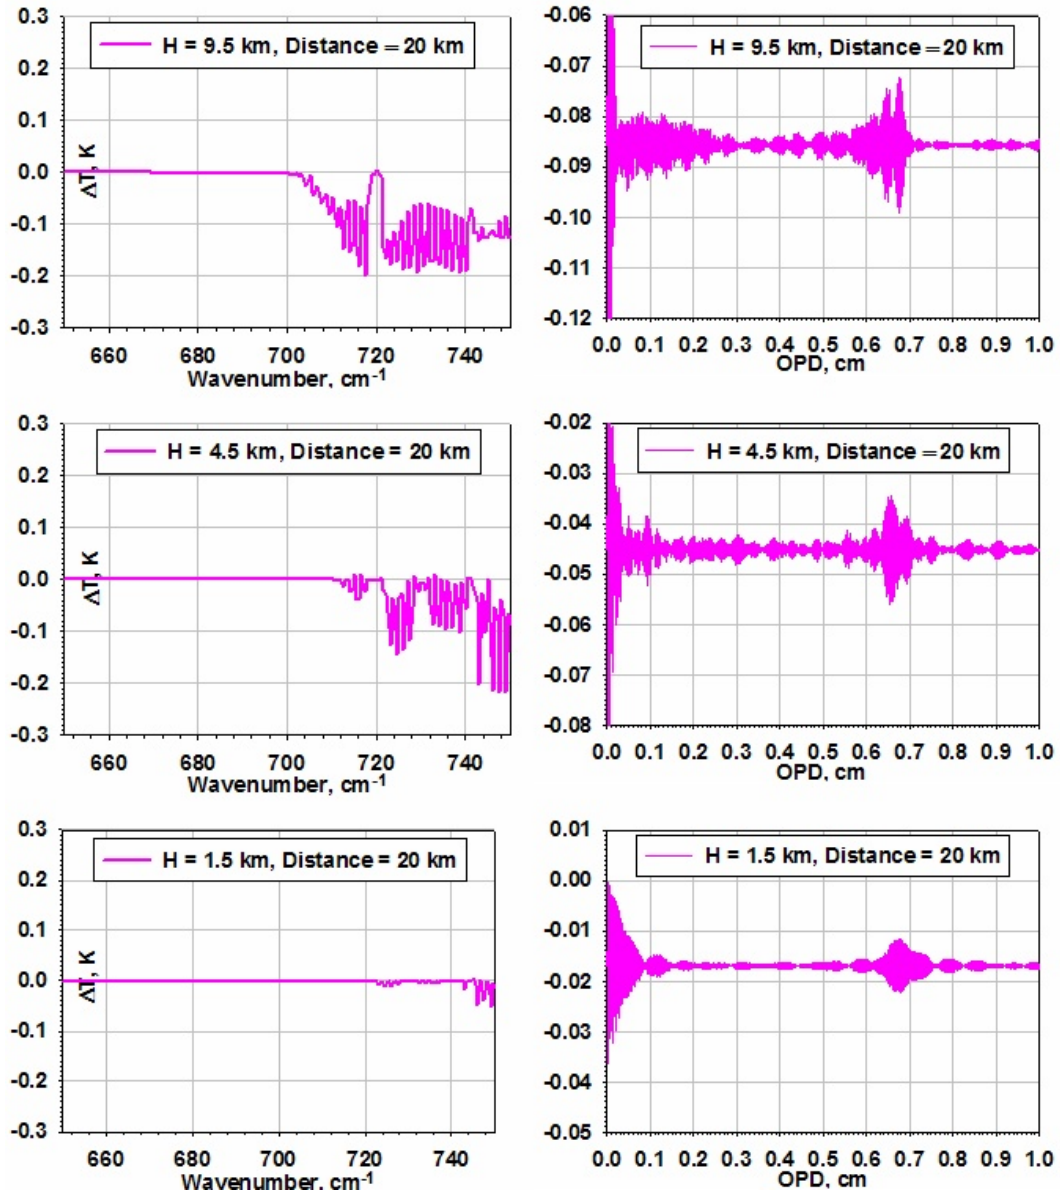 0.3
H = 9.5 km, Distance = 20 km
0.2
0.1
ΔT, K
0.0
-0.1
-0.2
-0.3
660 680 700 720 740
Wavenumber, cm-1
-0.06
H = 9.5 km, Distance = 20 km
-0.07
-0.08
-0.09
-0.10
-0.11
-0.12
0.0 0.1 0.2 0.3 0.4 0.5 0.6 0.7 0.8 0.9 1.0
OPD, cm
0.3
H = 4.5 km, Distance = 20 km
0.2
0.1
ΔT, K
0.0
-0.1
-0.2
-0.3
660 680 700 720 740
Wavenumber, cm-1
-0.02
H = 4.5 km, Distance = 20 km
-0.03
-0.04
-0.05
-0.06
-0.07
-0.08
0.0 0.1 0.2 0.3 0.4 0.5 0.6 0.7 0.8 0.9 1.0
OPD, cm
0.3
H = 1.5 km, Distance = 20 km
0.2
0.1
ΔT, K
0.0
-0.1
-0.2
-0.3
660 680 700 720 740
Wavenumber, cm-1
0.01
H = 1.5 km, Distance = 20 km
0.00
-0.01
-0.02
-0.03
-0.04
-0.05
0.0 0.1 0.2 0.3 0.4 0.5 0.6 0.7 0.8 0.9 1.0
OPD, cm